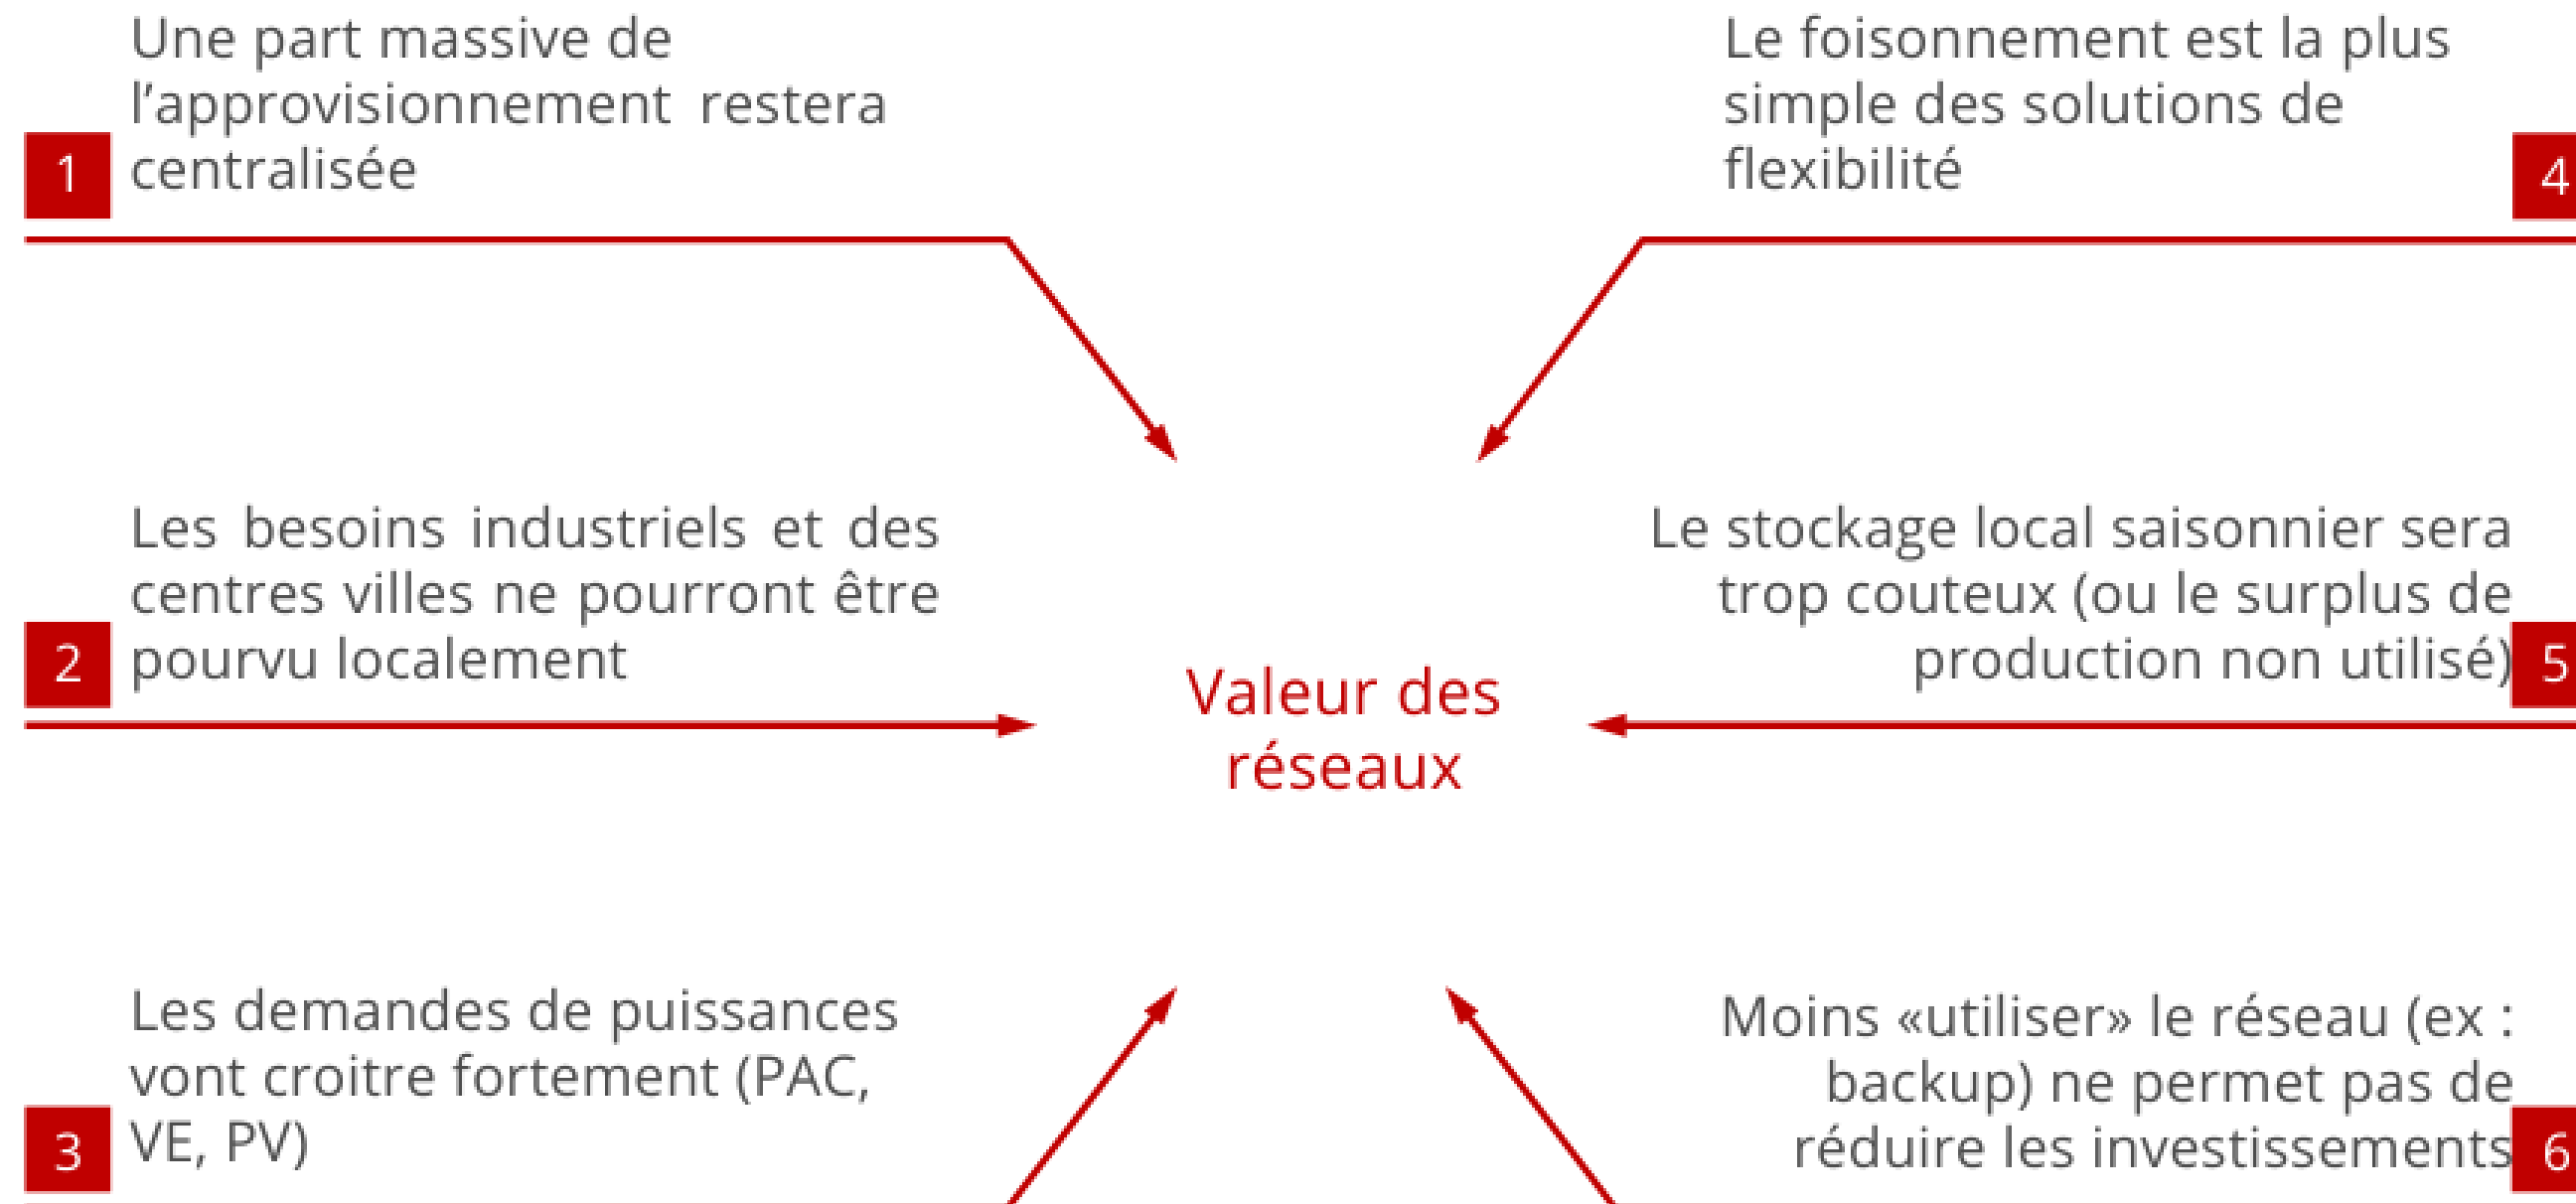 Une part massive de
l’approvisionnement restera
centralisée
1
Les besoins industriels et des
centres villes ne pourront être
pourvu localement
2
Les demandes de puissances
vont croitre fortement (PAC,
VE, PV)
3
Valeur des
réseaux
Le foisonnement est la plus
simple des solutions de
flexibilité
4
Le stockage local saisonnier sera
trop couteux (ou le surplus de
production non utilisé)
5
Moins «utiliser» le réseau (ex :
backup) ne permet pas de
réduire les investissements
6